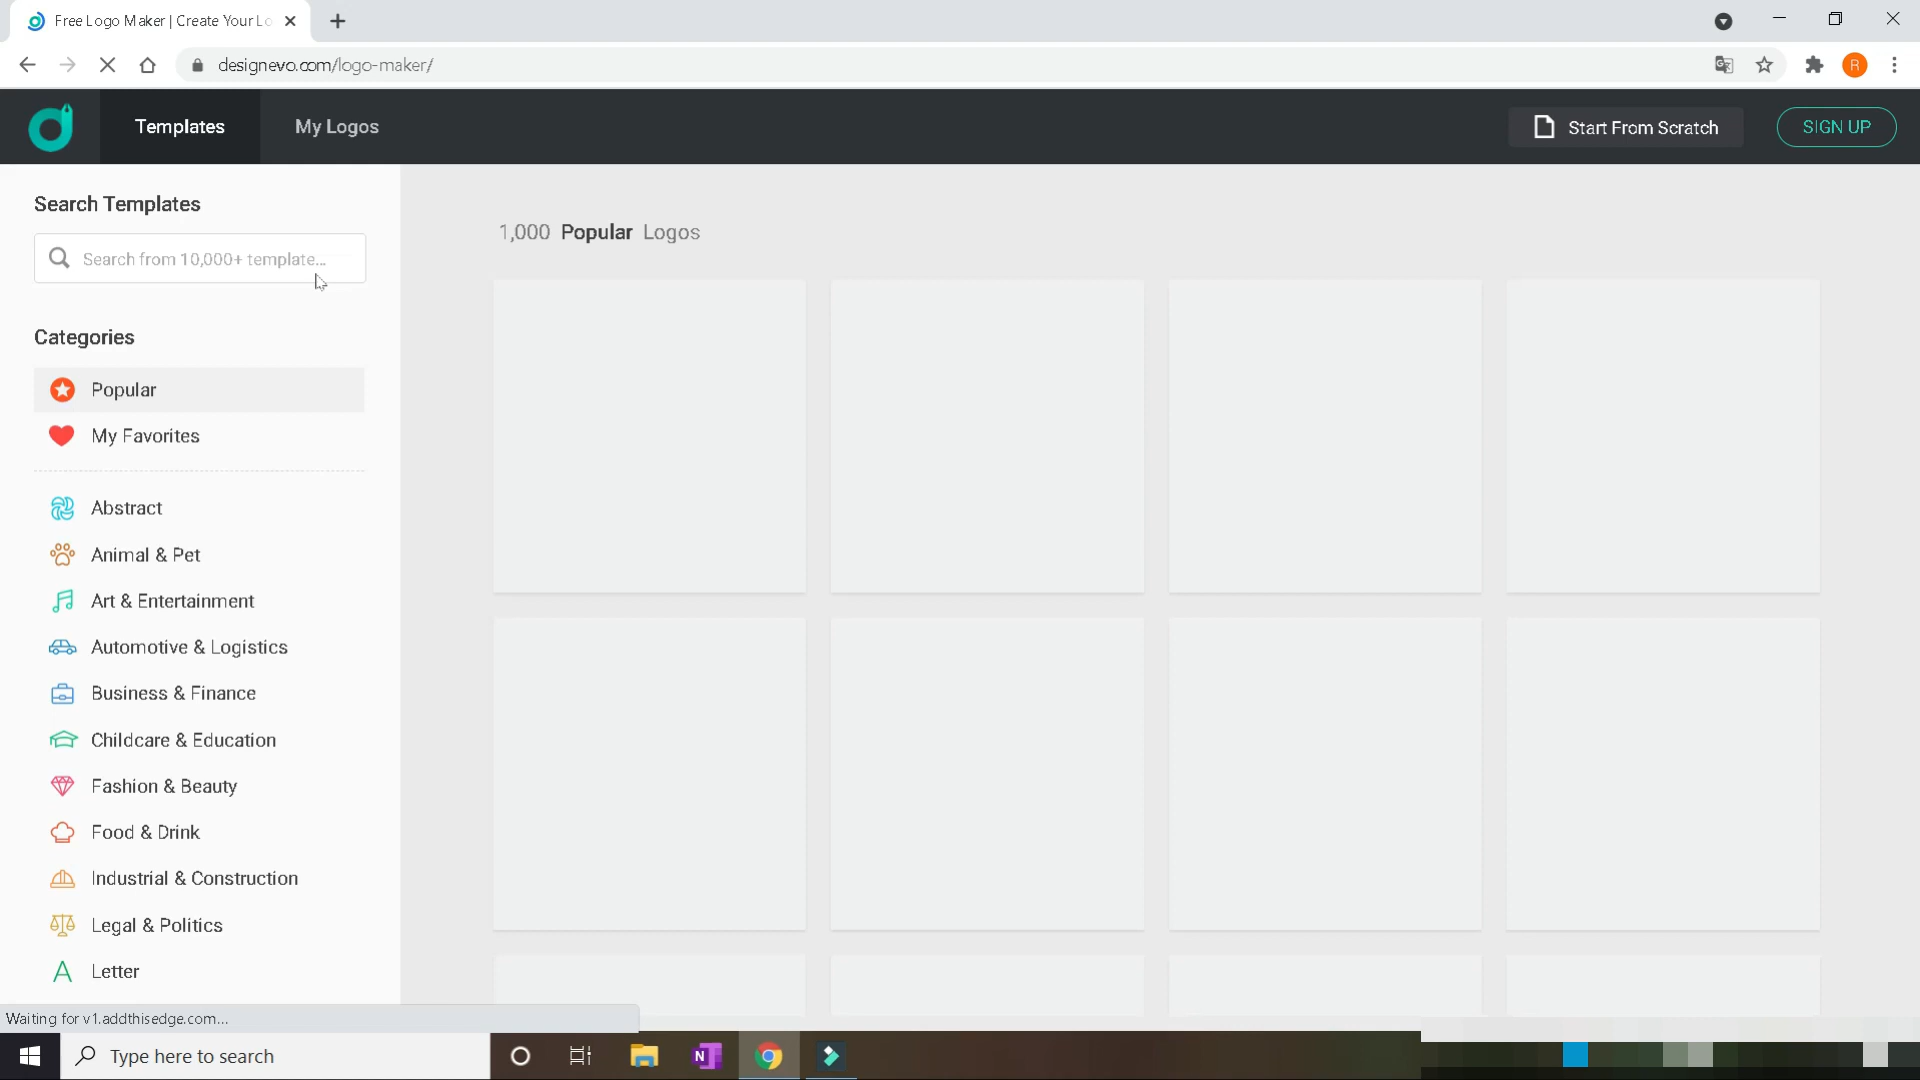 Free Logo Maker | Create Your Lo
designevo.com/logo-maker/
R
Templates
My Logos
Start From Scratch
SIGN UP
Search Templates
Search from 10,000+ template...
1,000 Popular Logos
Categories
Popular
My Favorites
Abstract
Animal & Pet
Art & Entertainment
Automotive & Logistics
Business & Finance
Childcare & Education
Fashion & Beauty
Food & Drink
Industrial & Construction
Legal & Politics
Letter
Waiting for v1.addthisedge.com...
Type here to search
N